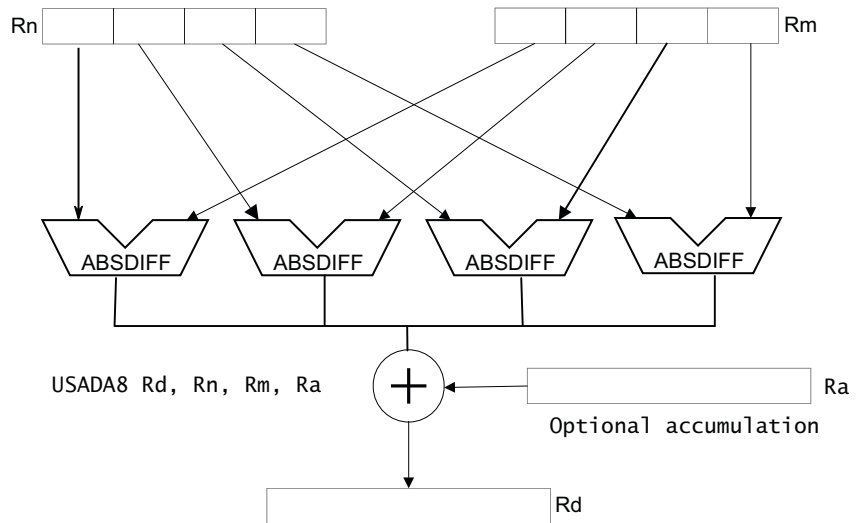 Rn
Rm
ABSDIFF
ABSDIFF
ABSDIFF
ABSDIFF
USADA8 Rd, Rn, Rm, Ra
+
Ra
Optional accumulation
Rd